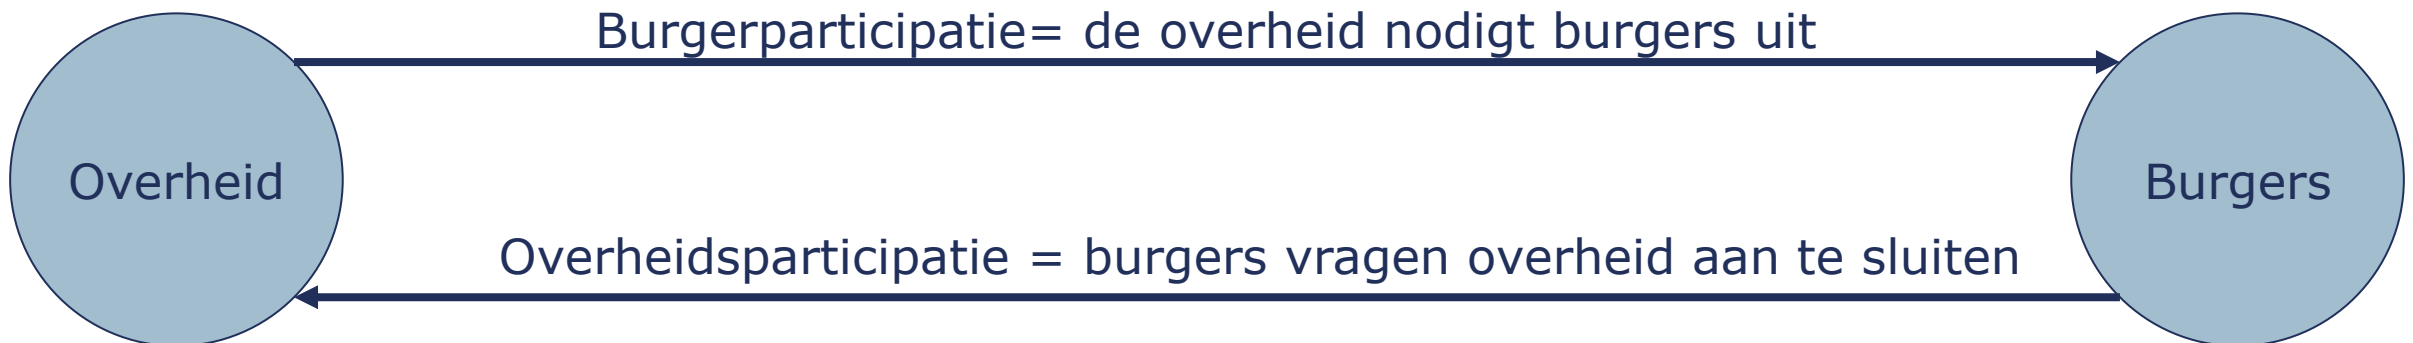 Burgerparticipatie= de overheid nodigt burgers uit
Overheid
Burgers
Overheidsparticipatie = burgers vragen overheid aan te sluiten